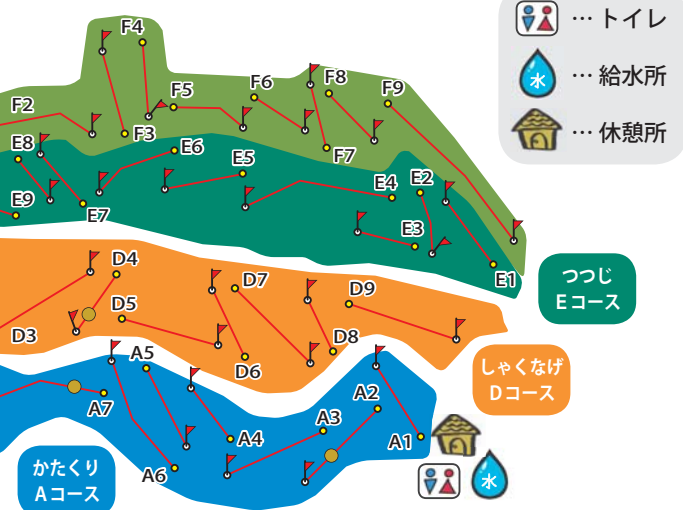 … トイレ
水
… 給水所
… 休憩所
F4
F2
F3
F5
F6
F7
F8
F9
E8
E9
E7
E6
E5
E4
E2
E3
E1
つつじ
Eコース
D3
D4
D5
D6
D7
D8
D9
しゃくなげ
Dコース
A7
A5
A6
A4
A3
A2
A1
かたくり
Aコース
水